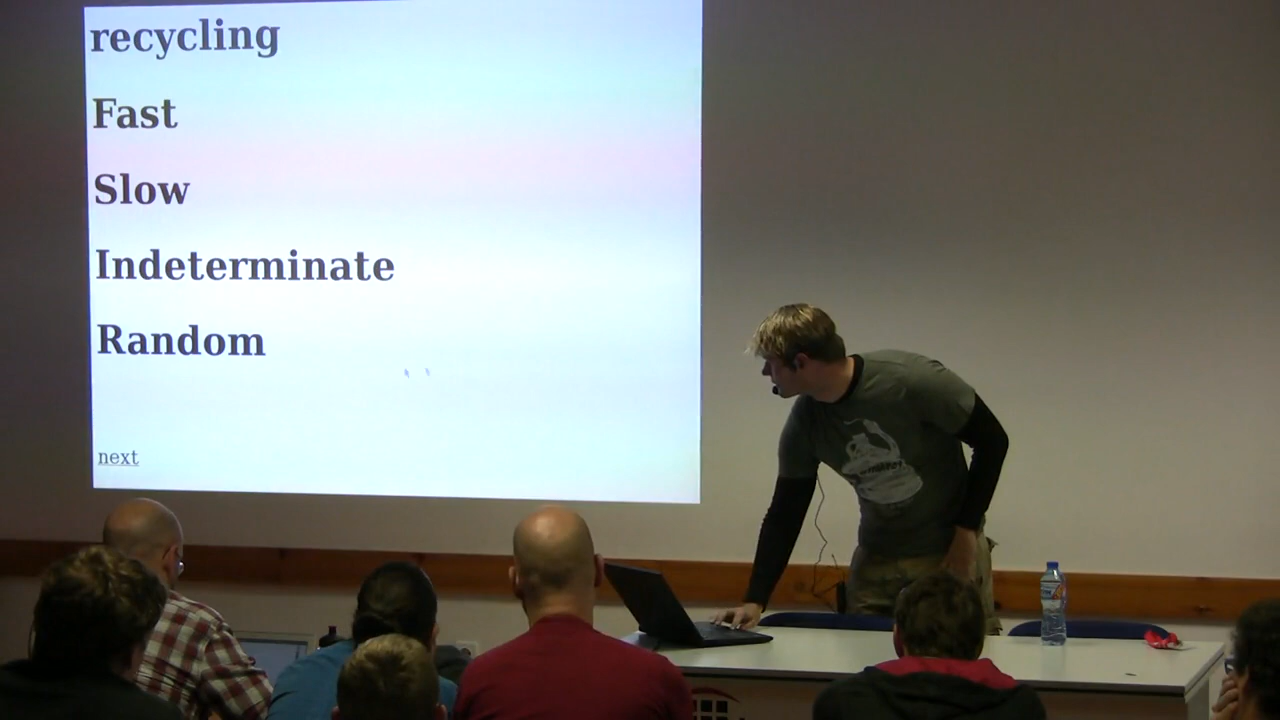 recycling
Fast
Slow
Indeterminate
Random
next